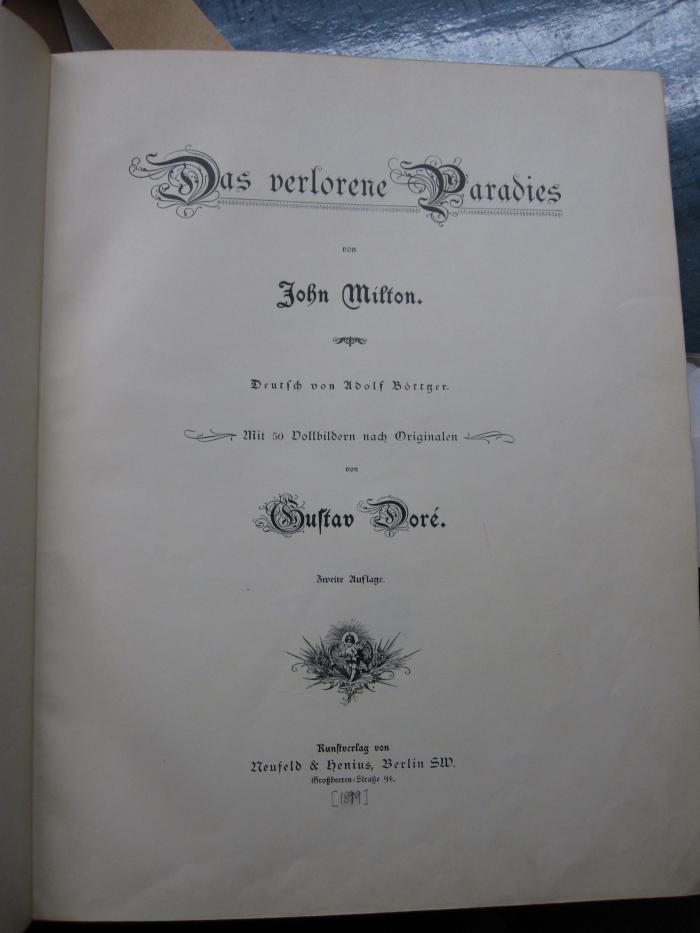 Das verlorene Paradies
von
John Milton.
Deutsch von Adolf Böttger.
Mit 50 Vollbildern nach Originalen
von
Gustav Doré.
Zweite Auflage.
Kunstverlag von
Neufeld & Henius, Berlin SW.
Großbeeren-Straße 94.